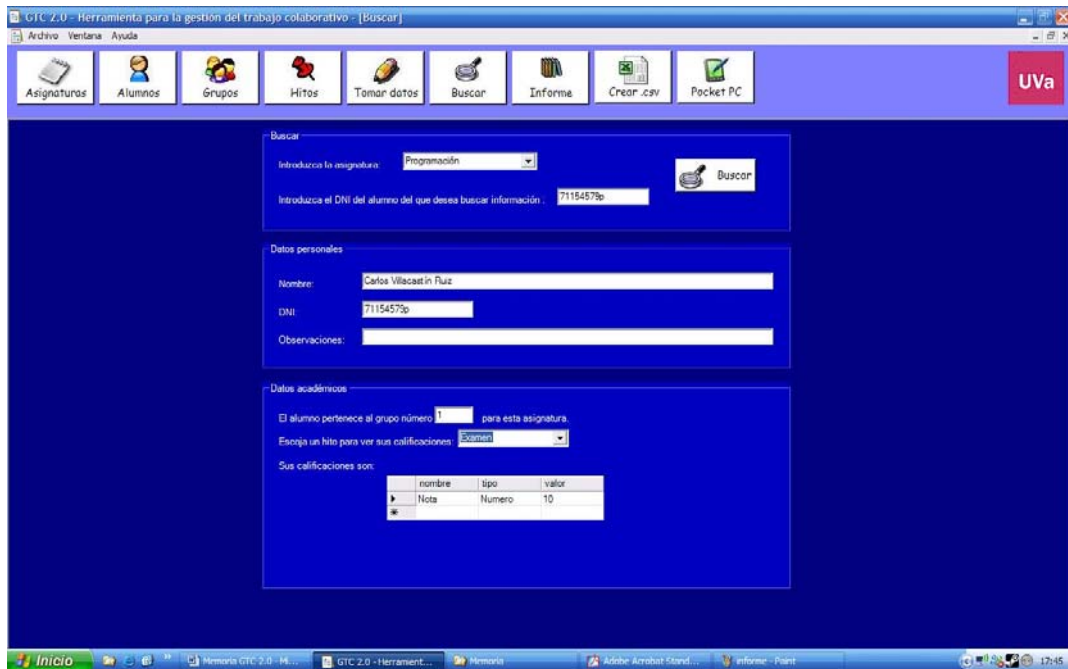 GTC 2.0 - Herramienta para la gestión del trabajo colaborativo - [Buscar]
Archivo Ventana Ayuda
Asignaturas Alumnos Grupos Hitos Tomar datos Buscar Informe Crear .csv Pocket PC UVa
Buscar
Introduzca la asignatura: Programación
Buscar
Introduzca el DNI del alumno del que desea buscar información : 71154579p
Datos personales
Nombre: Carlos Villacastín Ruiz
DNI: 71154579p
Observaciones:
Datos académicos
El alumno pertenece al grupo número 1 para esta asignatura.
Escoja un hito para ver sus calificaciones: Examen
Sus calificaciones son:
nombre tipo valor
Nota Numero 10
Inicio Memoria GTC 2.0 - M... GTC 2.0 - Herrament... Memoria Adobe Acrobat Stand... informe - Paint 17:45